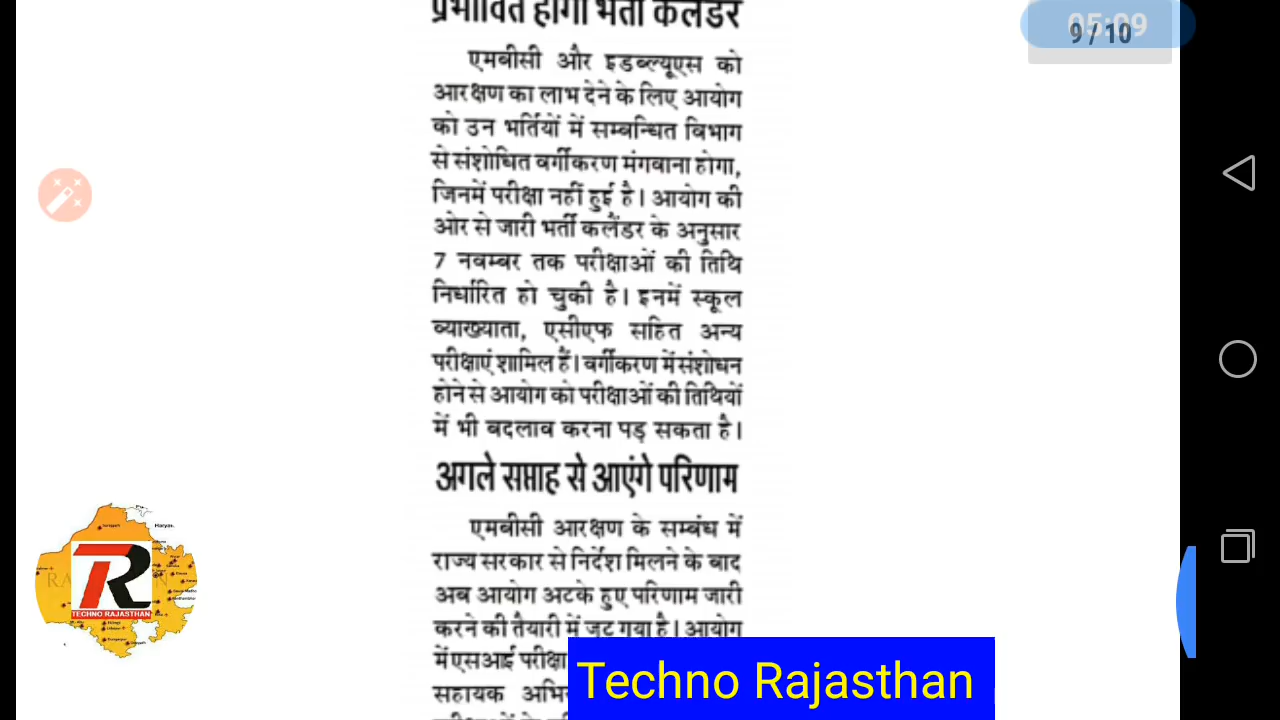 प्रभावित होगा भर्ती कैलेंडर
एमबीसी और इडब्ल्यूएस को
आरक्षण का लाभ देने के लिए आयोग
को उन भर्तियों में सम्बन्धित विभाग
से संशोधित वर्गीकरण मंगवाना होगा,
जिनमें परीक्षा नहीं हुई है। आयोग की
ओर से जारी भर्ती कलैंडर के अनुसार
7 नवम्बर तक परीक्षाओं की तिथि
निर्धारित हो चुकी है। इनमें स्कूल
व्याख्याता, एसीएफ सहित अन्य
परीक्षाएं शामिल हैं। वर्गीकरण में संशोधन
होने से आयोग को परीक्षाओं की तिथियों
में भी बदलाव करना पड़ सकता है।
अगले सप्ताह से आएंगे परिणाम
एमबीसी आरक्षण के सम्बंध में
राज्य सरकार से निर्देश मिलने के बाद
अब आयोग अटके हुए परिणाम जारी
करने की तैयारी में जुट गया है। आयोग
में एसआई परीक्षा
सहायक
05:09
9 / 10
TR
TECHNO RAJASTHAN
Techno Rajasthan